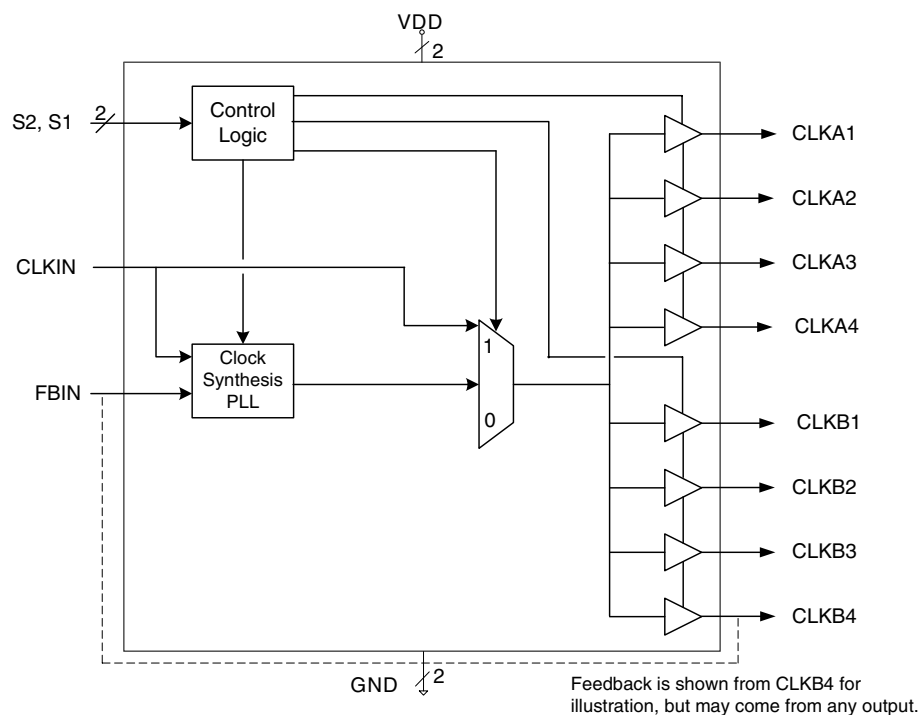 VDD
2
S2, S1
2
Control
Logic
CLKA1
CLKA2
CLKIN
CLKA3
1
CLKA4
Clock
Synthesis
PLL
FBIN
0
CLKB1
CLKB2
CLKB3
CLKB4
GND
2
Feedback is shown from CLKB4 for
illustration, but may come from any output.